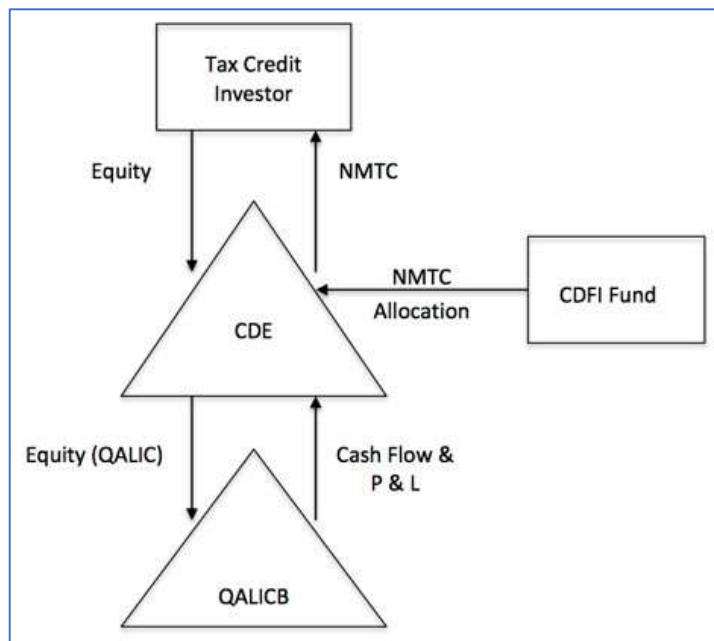 Tax Credit
Investor
Equity
NMTC
NMTC
Allocation
CDFI Fund
CDE
Equity (QALIC)
Cash Flow &
P & L
QALICB